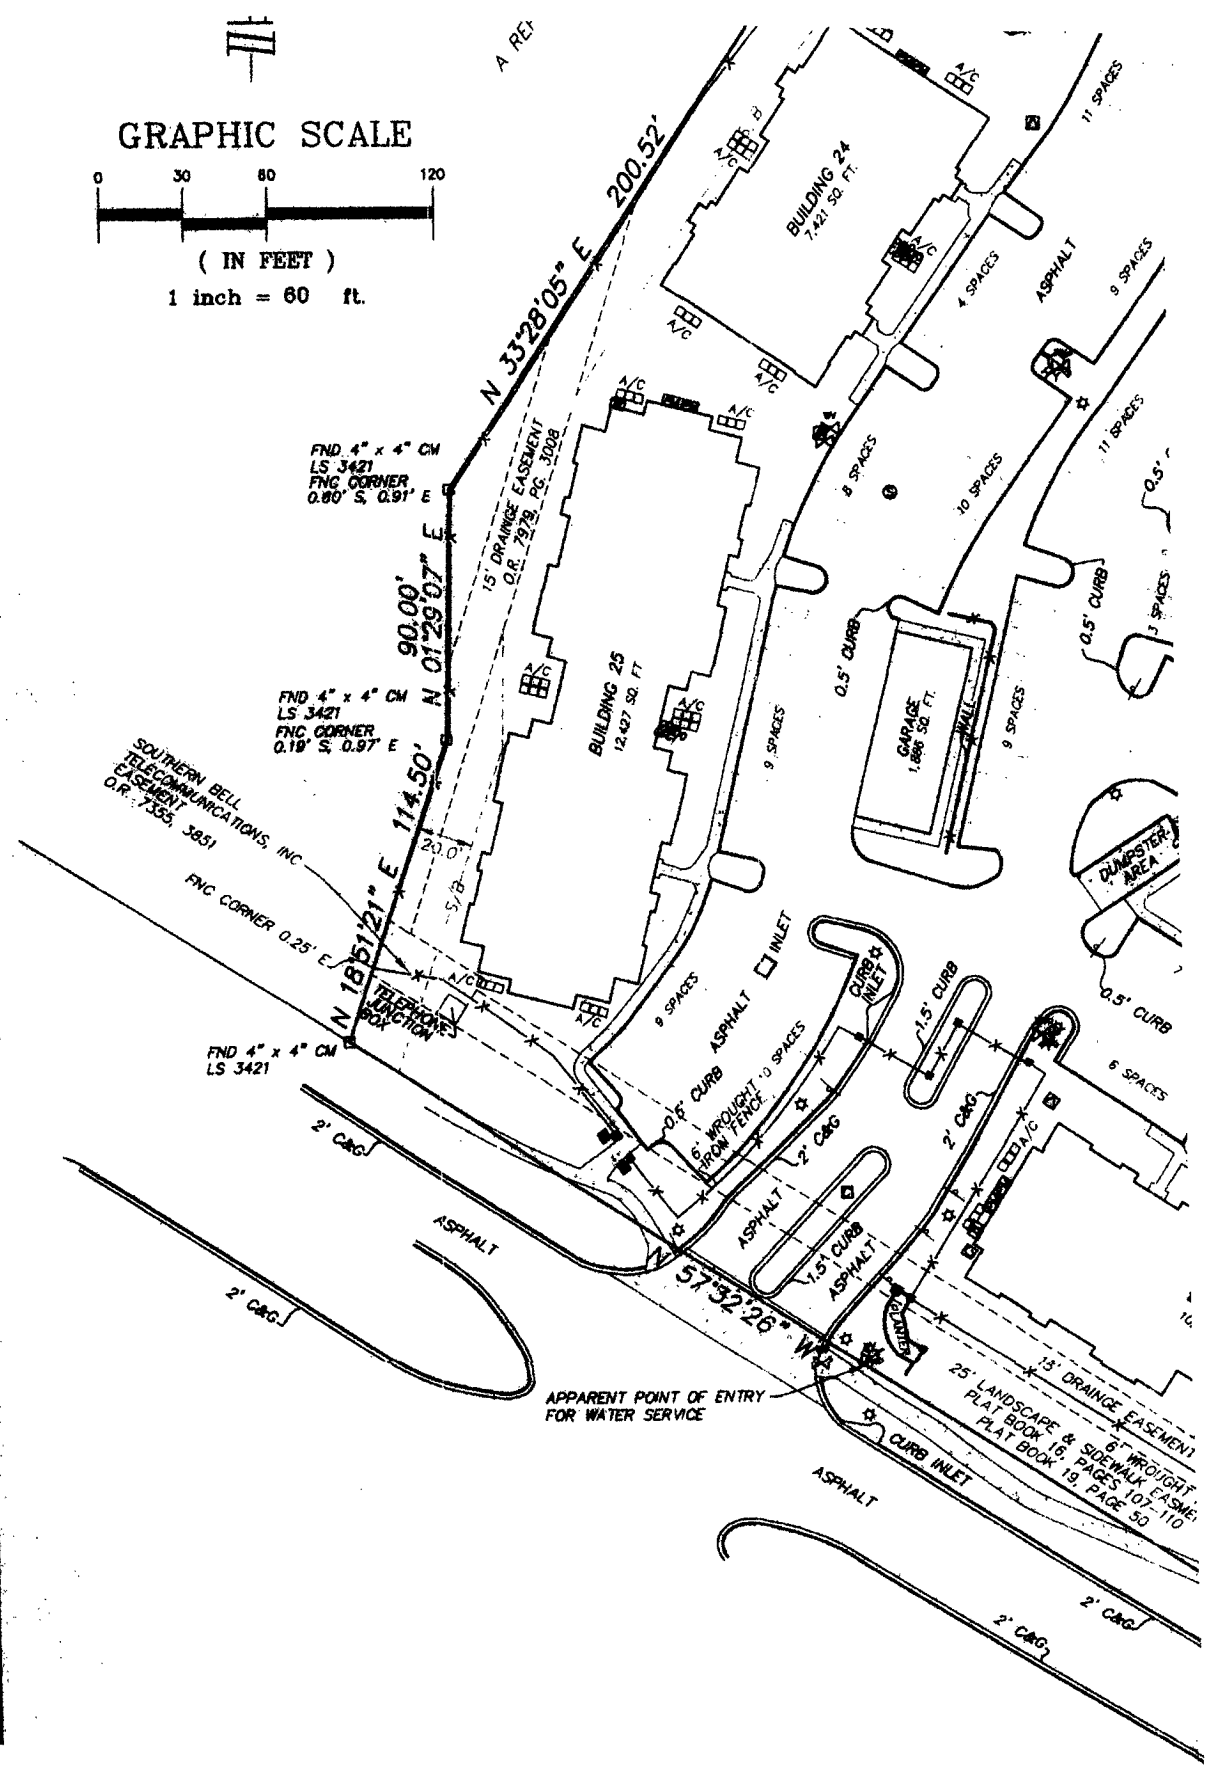 GRAPHIC SCALE
0 30 60 120
( IN FEET )
1 inch = 60 ft.
A REF
N 33°28'05" E 200.52'
A/C
A/C
S/B
BUILDING 24
7,421 SQ. FT.
A/C
A/C
A/C
11 SPACES
4 SPACES
ASPHALT
9 SPACES
11 SPACES
10 SPACES
8 SPACES
FND 4" x 4" CM
LS 3421
FNC CORNER
0.60' S, 0.91' E
90.00'
N 01°29'07" E
15' DRAINGE EASEMENT
O.R. 7979, PG. 3008
A/C
A/C
A/C
BUILDING 25
12,427 SQ. FT
A/C
FND 4" x 4" CM
LS 3421
FNC CORNER
0.19' S, 0.97' E
0.5' CURB
GARAGE
1,886 SQ. FT.
WALL
9 SPACES
9 SPACES
0.5' CURB
3 SPACES
0.5'
SOUTHERN BELL
TELECOMMUNICATIONS, INC
EASEMENT
O.R. 7355, 3851
N 18°51'21" E 114.50'
20.0'
S/B
FNC CORNER 0.25' E
A/C
TELEPHONE
JUNCTION
BOX
A/C
FND 4" x 4" CM
LS 3421
9 SPACES
ASPHALT
INLET
CURB
INLET
1.5' CURB
DUMPSTER
AREA
0.5' CURB
6 SPACES
0.5' CURB
6' WROUGHT
IRON FENCE
2' C&G
2' C&G
A/C
2' C&G
ASPHALT
2' C&G
ASPHALT
1.5' CURB
ASPHALT
N 57°32'26" W
PLANTER
APPARENT POINT OF ENTRY
FOR WATER SERVICE
15' DRAINGE EASEMENT
6' WROUGHT
25' LANDSCAPE & SIDEWALK EASME
PLAT BOOK 16, PAGES 107-110
PLAT BOOK 19, PAGE 50
CURB INLET
ASPHALT
2' C&G
2' C&G